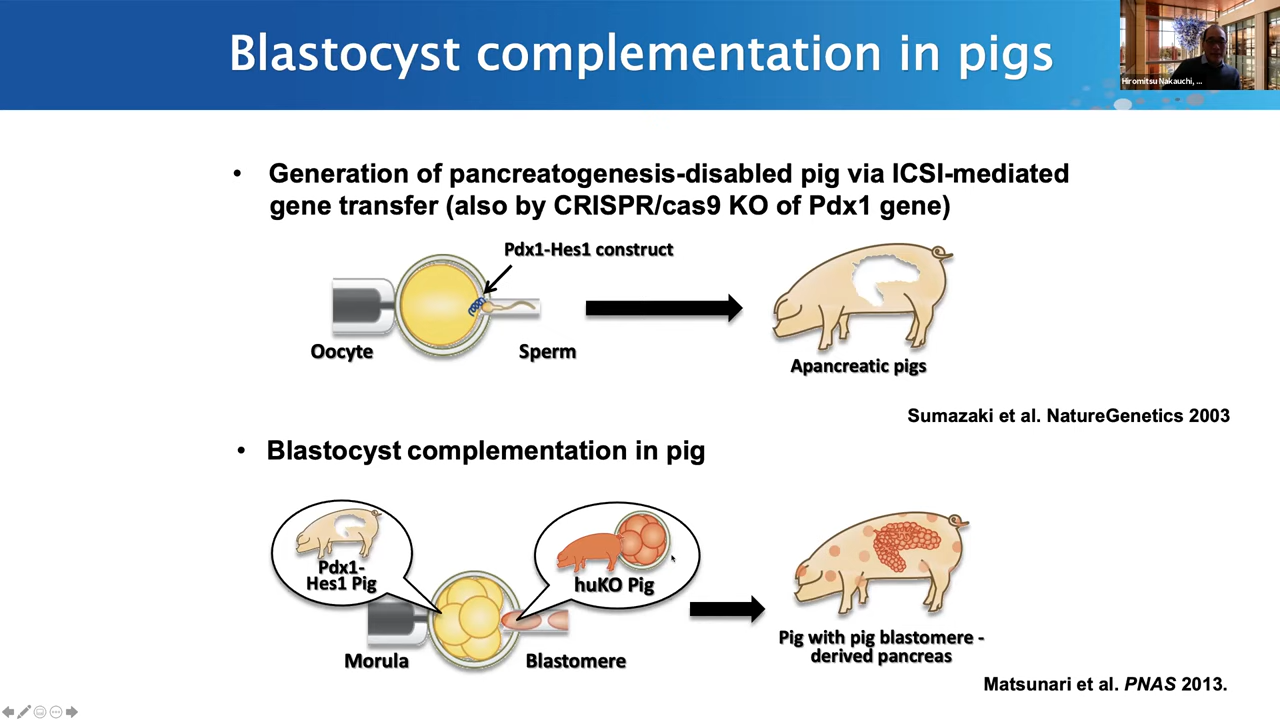 Blastocyst complementation in pigs
Hiromitsu Nakauchi, ...
• Generation of pancreatogenesis-disabled pig via ICSI-mediated
gene transfer (also by CRISPR/cas9 KO of Pdx1 gene)
Pdx1-Hes1 construct
Oocyte
Sperm
Apancreatic pigs
Sumazaki et al. NatureGenetics 2003
• Blastocyst complementation in pig
Pdx1-
Hes1 Pig
huKO Pig
Morula
Blastomere
Pig with pig blastomere -
derived pancreas
Matsunari et al. PNAS 2013.